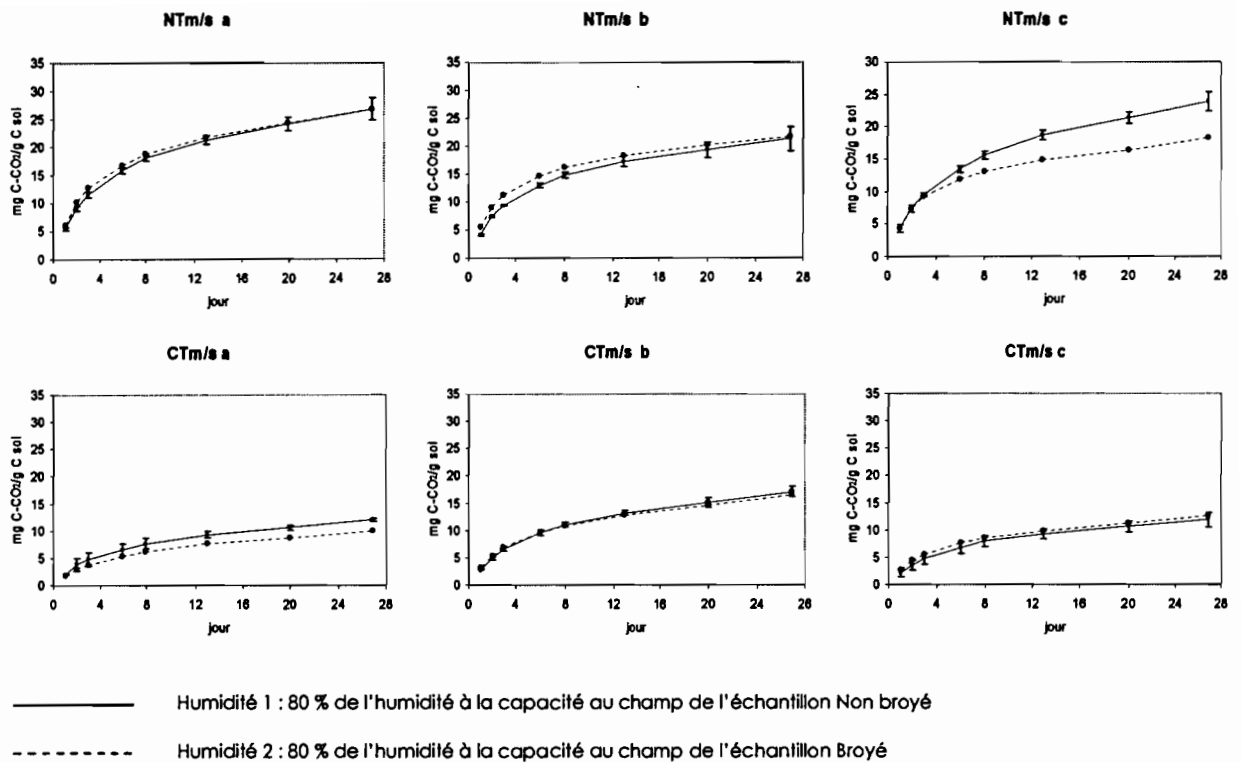 NTm/s a
NTm/s b
NTm/s c
mg C-CO2/g C sol
35
30
25
20
15
10
5
0
0 4 8 12 16 20 24 28
jour
mg C-CO2/g C sol
35
30
25
20
15
10
5
0
0 4 8 12 16 20 24 28
jour
mg C-CO2/g C sol
30
25
20
15
10
5
0
0 4 8 12 16 20 24 28
jour
CTm/s a
CTm/s b
CTm/s c
mg C-CO2/g C sol
35
30
25
20
15
10
5
0
0 4 8 12 16 20 24 28
jour
mg C-CO2/g C sol
35
30
25
20
15
10
5
0
0 4 8 12 16 20 24 28
jour
mg C-CO2/g C sol
35
30
25
20
15
10
5
0
0 4 8 12 16 20 24 28
jour
Humidité 1 : 80 % de l'humidité à la capacité au champ de l'échantillon Non broyé
Humidité 2 : 80 % de l'humidité à la capacité au champ de l'échantillon Broyé